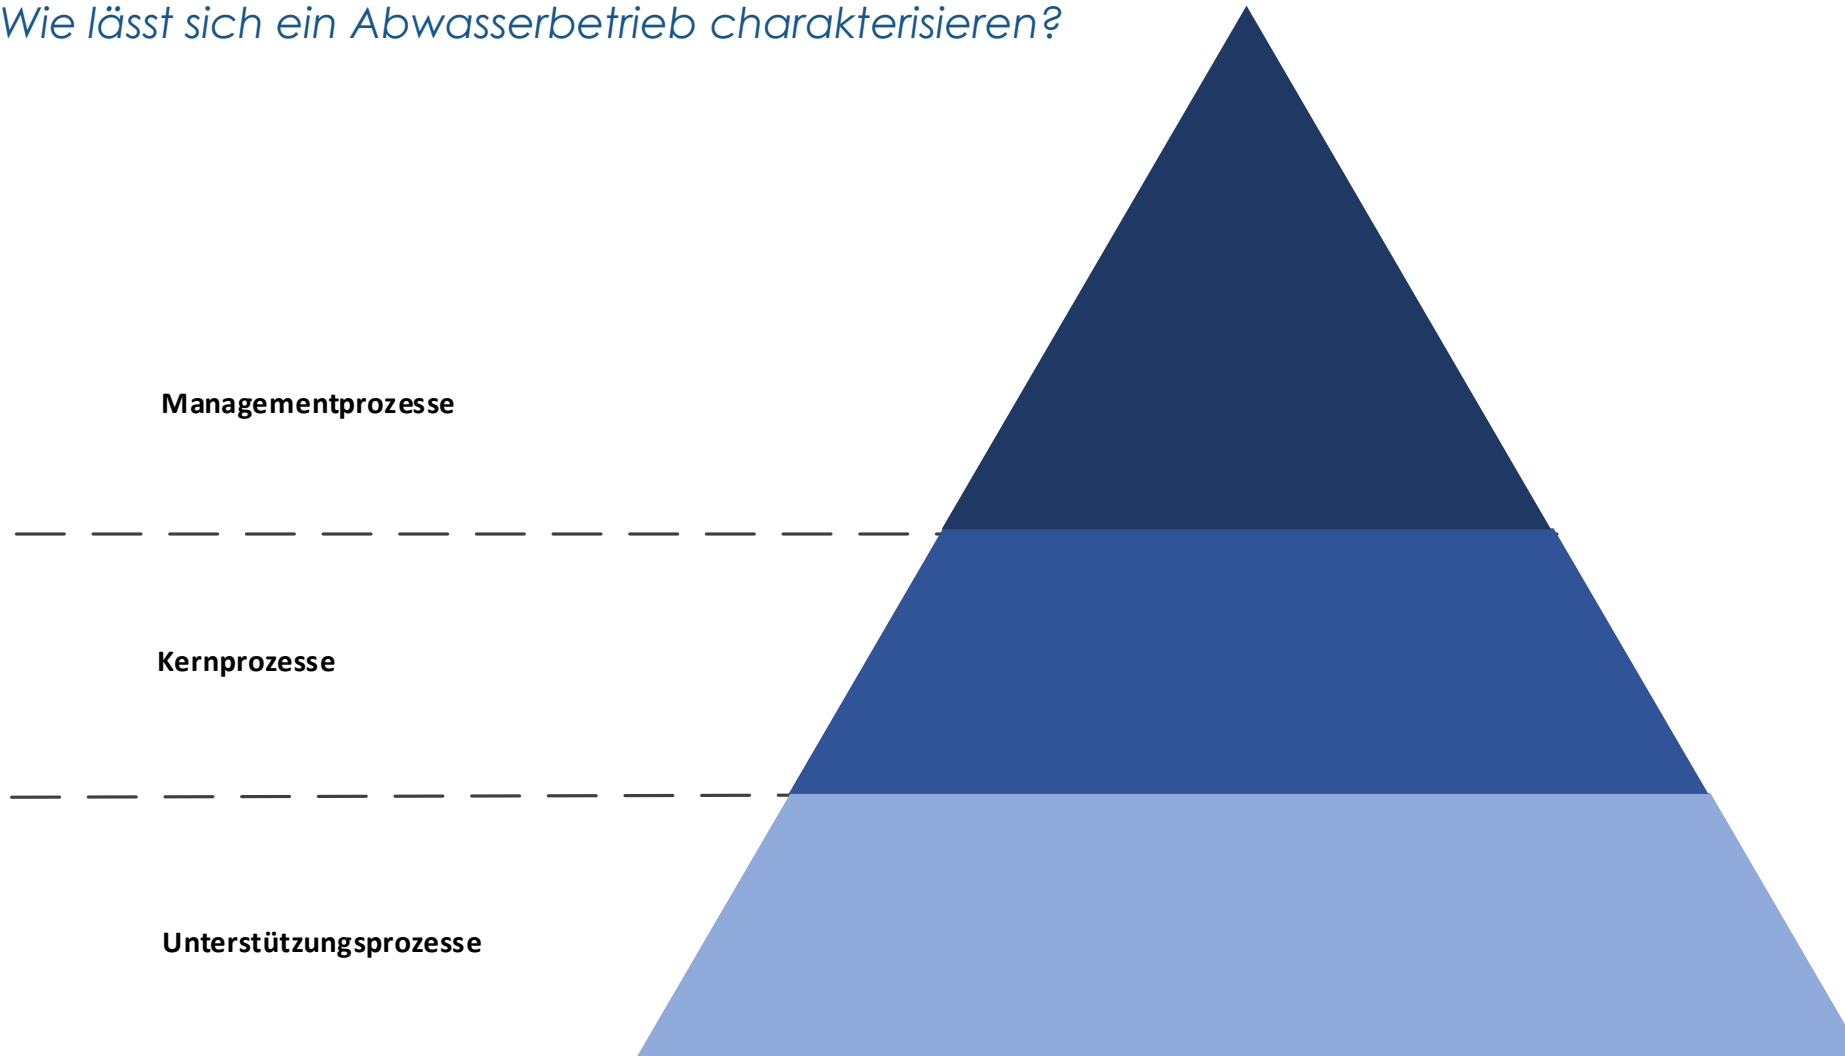 Wie lässt sich ein Abwasserbetrieb charakterisieren?
Managementprozesse
Kernprozesse
Unterstützungsprozesse